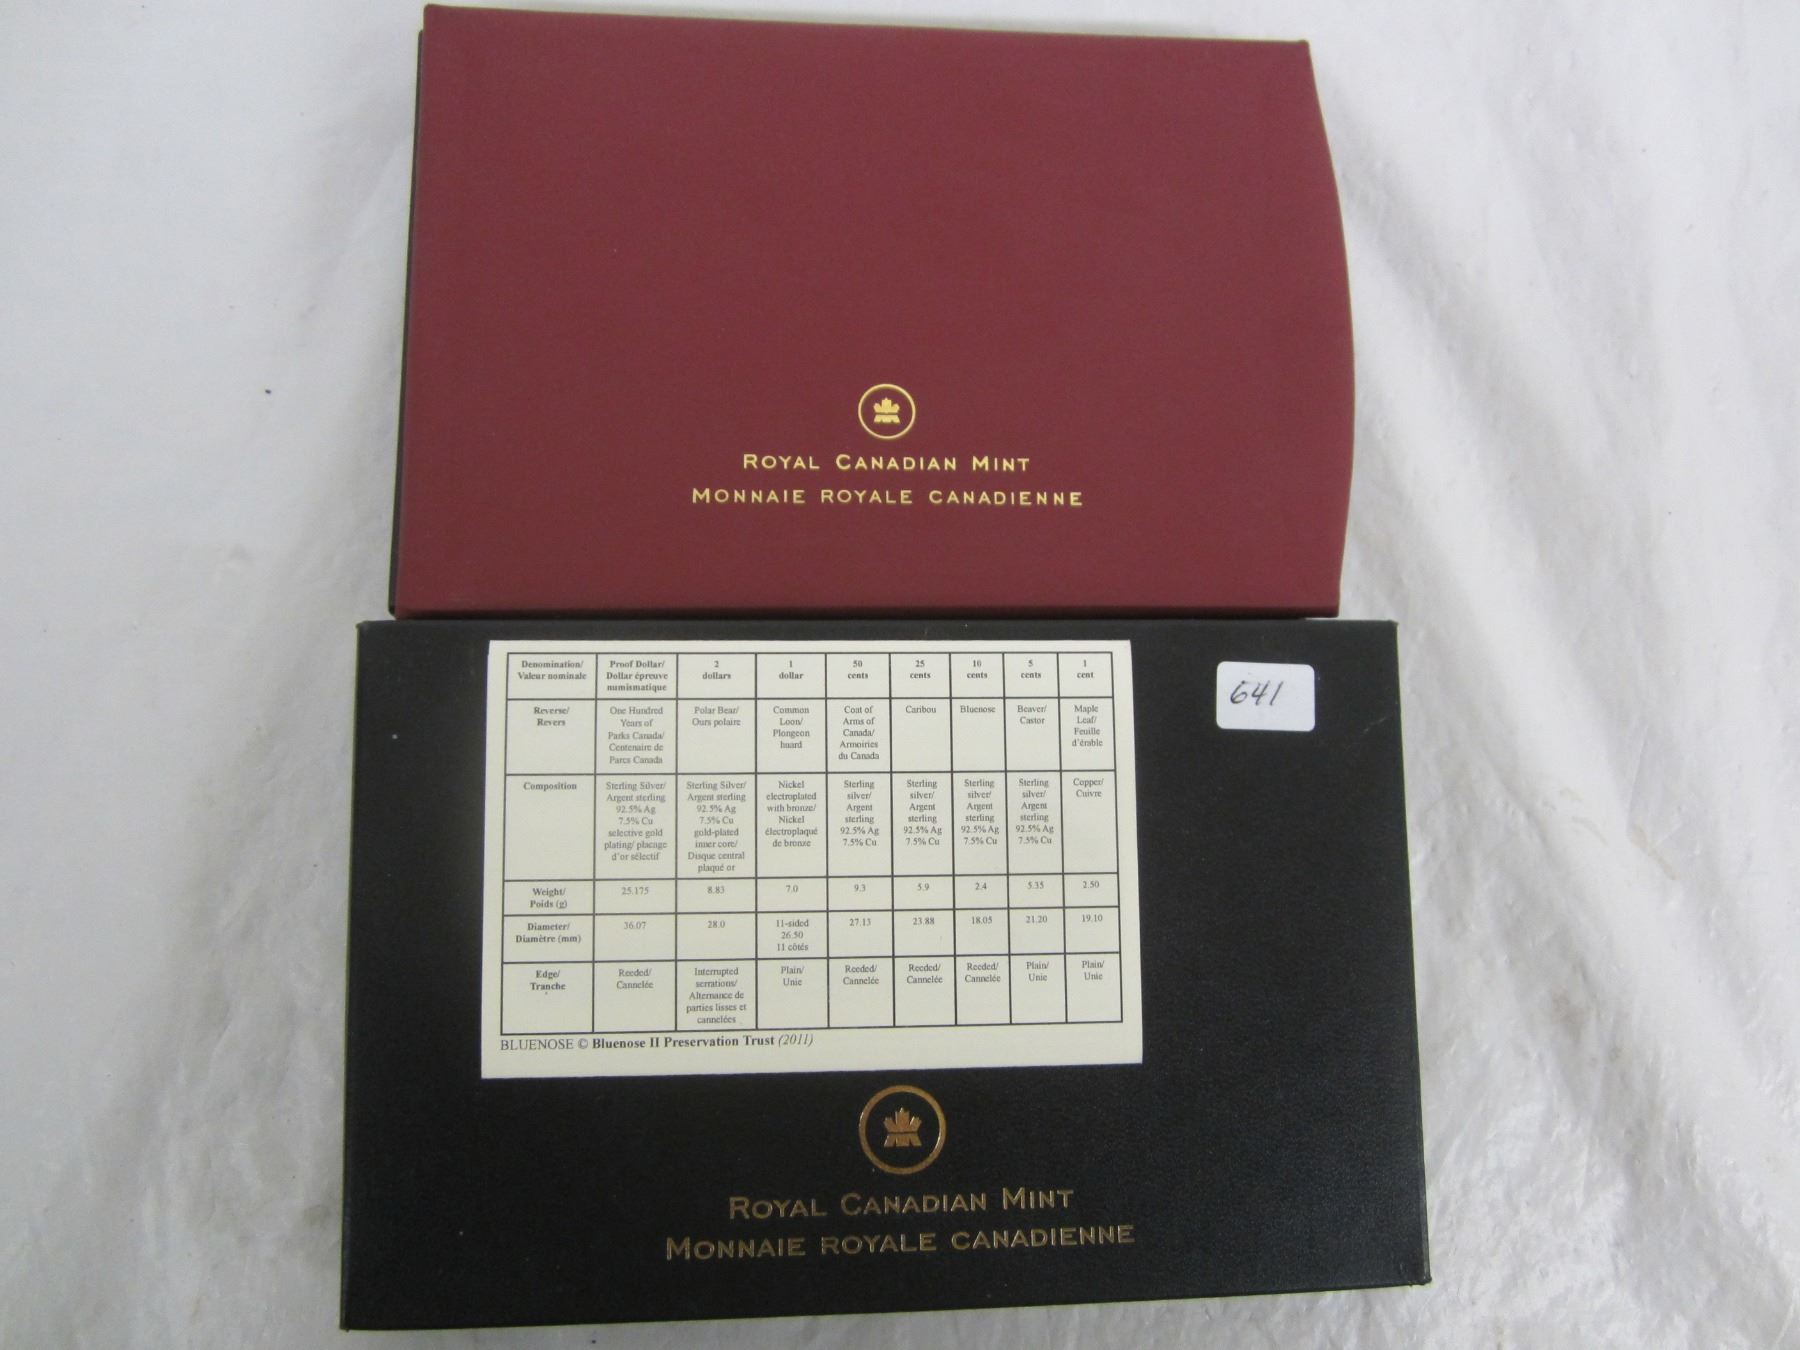 ROYAL CANADIAN MINT
MONNAIE ROYALE CANADIENNE
641
Denomination/ Valeur nominale | Proof Dollar/ Dollar épreuve numismatique | 2 dollars | 1 dollar | 50 cents | 25 cents | 10 cents | 5 cents | 1 cent
Reverse/ Revers | One Hundred Years of Parks Canada/ Centenaire de Parcs Canada | Polar Bear/ Ours polaire | Common Loon/ Plongeon huard | Coat of Arms of Canada/ Armoiries du Canada | Caribou | Bluenose | Beaver/ Castor | Maple Leaf/ Feuille d'érable
Composition | Sterling Silver/ Argent sterling 92.5% Ag 7.5% Cu selective gold plating/ placage d'or sélectif | Sterling Silver/ Argent sterling 92.5% Ag 7.5% Cu gold-plated inner core/ Disque central plaqué or | Nickel electroplated with bronze/ Nickel électroplaqué de bronze | Sterling silver/ Argent sterling 92.5% Ag 7.5% Cu | Sterling silver/ Argent sterling 92.5% Ag 7.5% Cu | Sterling silver/ Argent sterling 92.5% Ag 7.5% Cu | Sterling silver/ Argent sterling 92.5% Ag 7.5% Cu | Copper/ Cuivre
Weight/ Poids (g) | 25.175 | 8.83 | 7.0 | 9.3 | 5.9 | 2.4 | 5.35 | 2.50
Diameter/ Diamètre (mm) | 36.07 | 28.0 | 11-sided 26.50 11 côtés | 27.13 | 23.88 | 18.05 | 21.20 | 19.10
Edge/ Tranche | Reeded/ Cannelée | Interrupted serrations/ Alternance de parties lisses et cannelées | Plain/ Unie | Reeded/ Cannelée | Reeded/ Cannelée | Reeded/ Cannelée | Plain/ Unie | Plain/ Unie
BLUENOSE © Bluenose II Preservation Trust (2011)
ROYAL CANADIAN MINT
MONNAIE ROYALE CANADIENNE